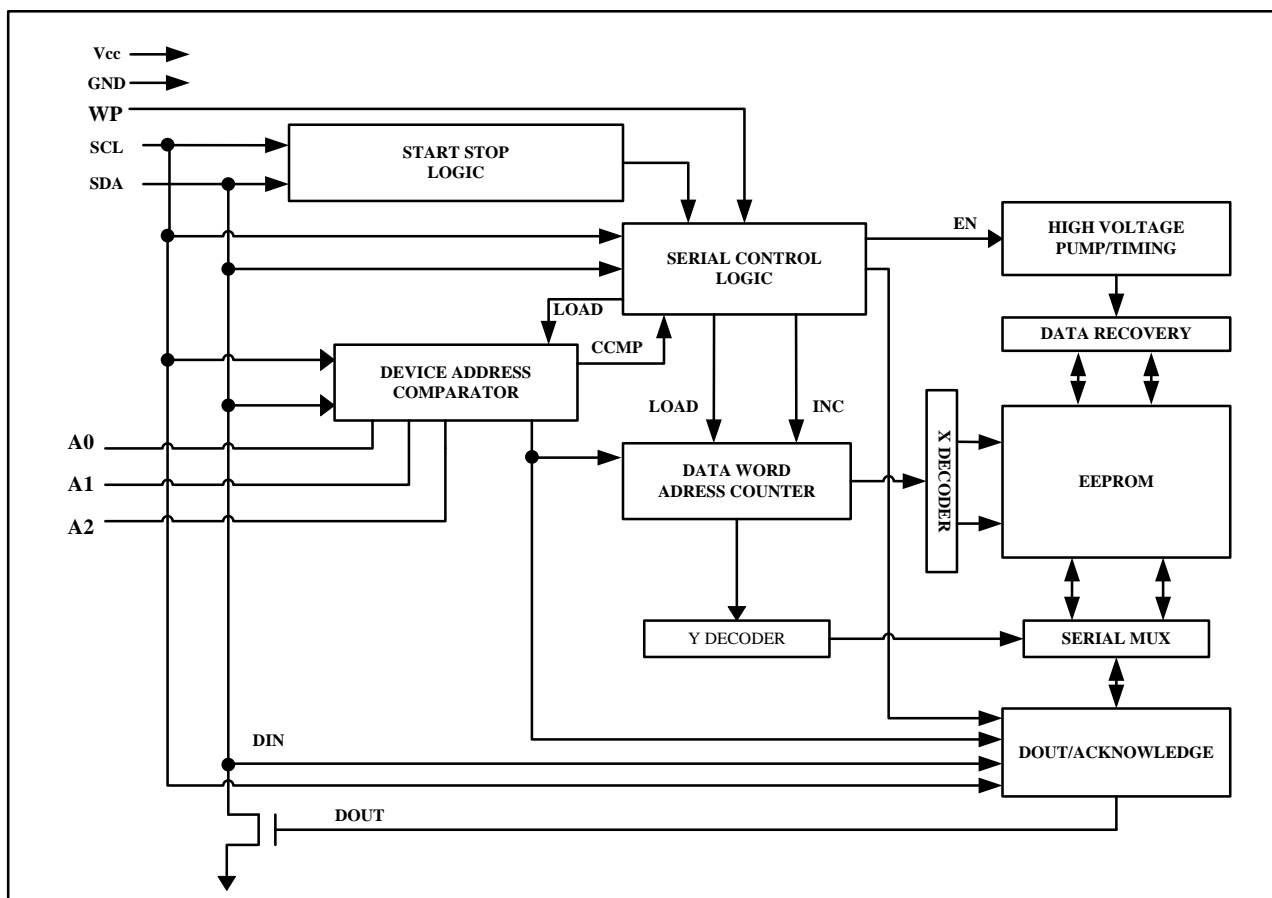 Vcc
GND
WP
SCL
SDA
START STOP
LOGIC
EN
HIGH VOLTAGE
PUMP/TIMING
SERIAL CONTROL
LOGIC
LOAD
DATA RECOVERY
CCMP
DEVICE ADDRESS
COMPARATOR
LOAD
INC
A0
A1
A2
DATA WORD
ADRESS COUNTER
X DECODER
EEPROM
Y DECODER
SERIAL MUX
DIN
DOUT/ACKNOWLEDGE
DOUT